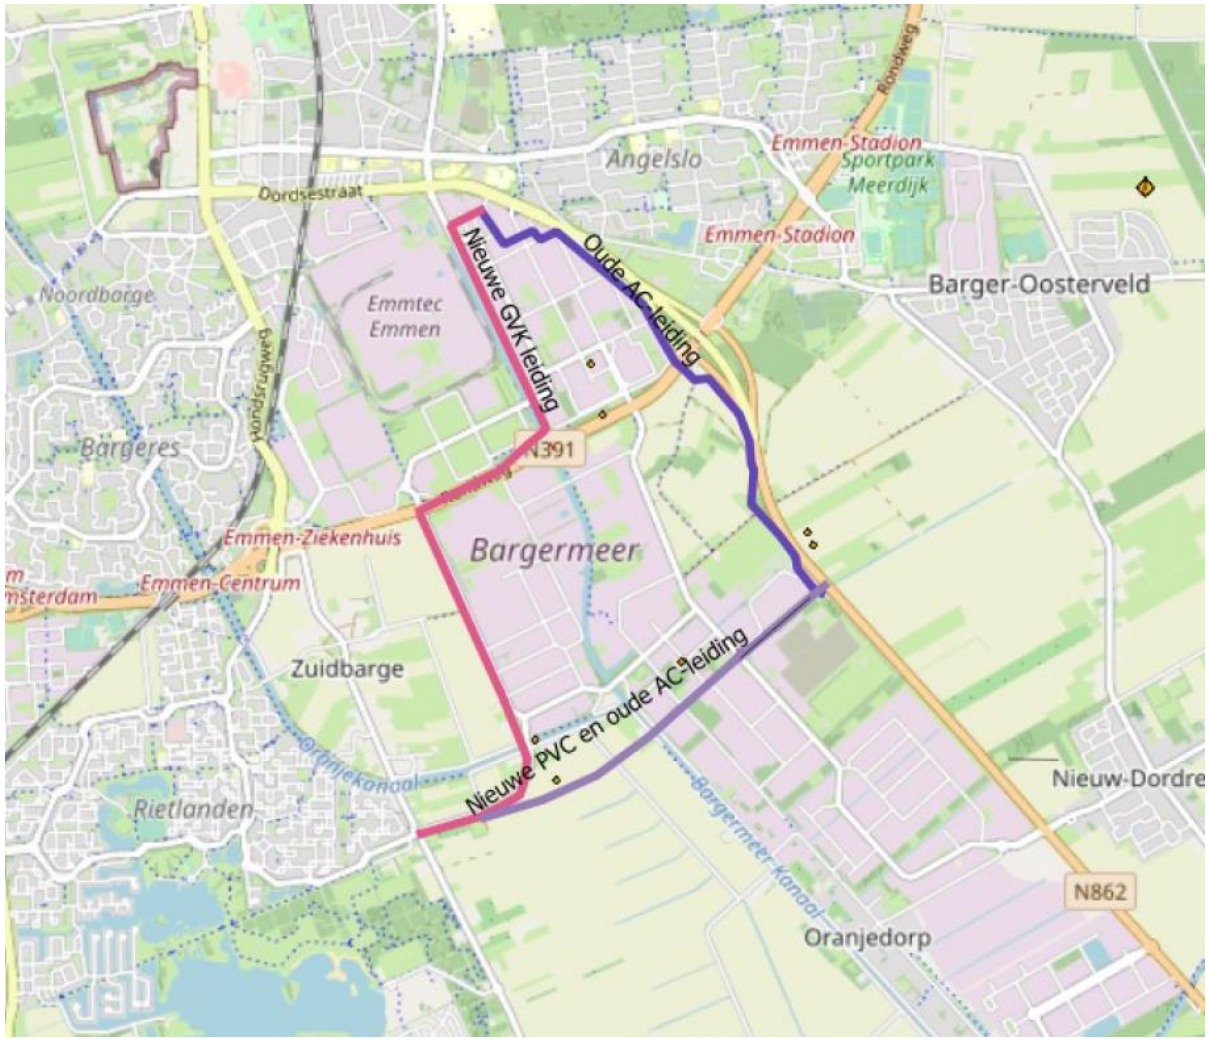 Rondweg
Emmen-Stadion
Angelslo
Sportpark
Meerdijk
Dordsestraat
Emmen-Stadion
Oude AC-leiding
Nieuwe GVK leiding
Barger-Oosterveld
Noordbarge
Emmtec
Emmen
Hondsrugweg
Bargeres
N391
Emmen-Ziekenhuis
Bargermeer
Emmen-Centrum
msterdam
Zuidbarge
Nieuwe PVC en oude AC-leiding
Oranjekanaal
Nieuw-Dordre
Rietlanden
Bargermeer-Kanaal
N862
Oranjedorp